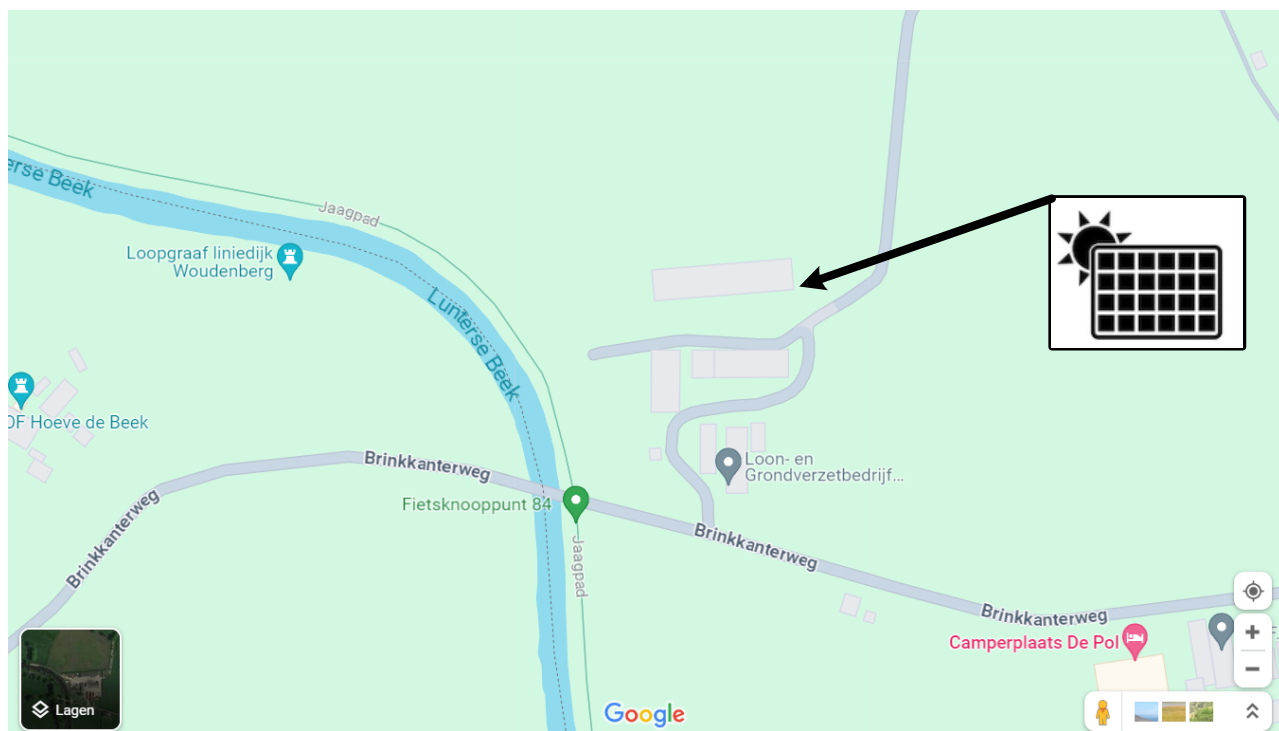 erse Beek
Jaagpad
Loopgraaf liniedijk
Woudenberg
Lunterse Beek
OF Hoeve de Beek
Brinkkanterweg
Loon- en
Grondverzetbedrijf...
Fietsknooppunt 84
Brinkkanterweg
Brinkkanterweg
Jaagpad
Brinkkanterweg
Camperplaats De Pol
Lagen
Google